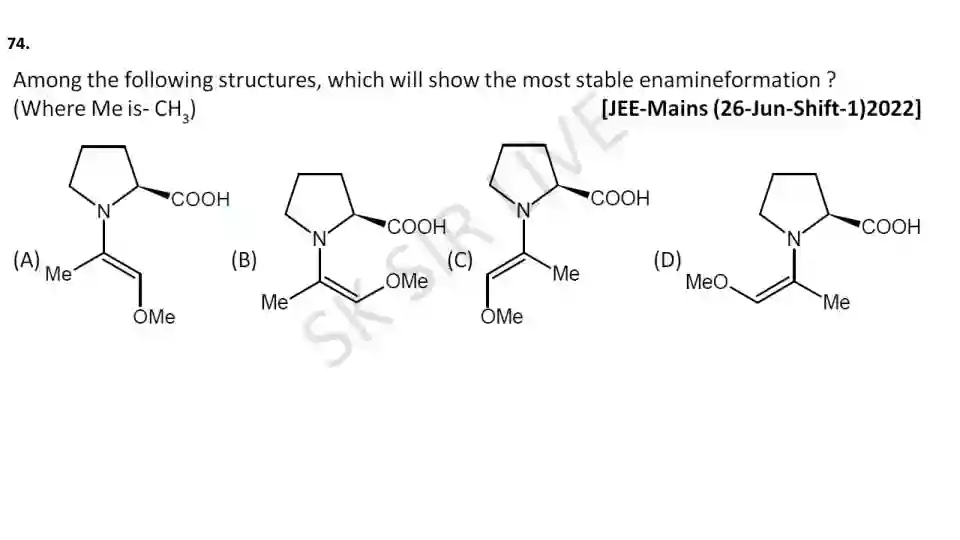 74.
Among the following structures, which will show the most stable enamineformation ?
(Where Me is- CH3)
[JEE-Mains (26-Jun-Shift-1)2022]
(A)
N
COOH
Me
OMe
(B)
N
COOH
OMe
Me
(C)
N
COOH
Me
OMe
(D)
N
COOH
MeO
Me
SK SIR LIVE